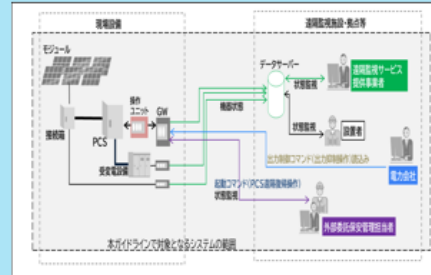 現場設備
遠隔監視施設・拠点等
モジュール
データサーバー
操作
ユニット
GW
遠隔監視サービス
提供事業者
状態監視
機器状態
接続箱
PCS
状態監視
設置者
受変電設備
出力制御コマンド(出力抑制操作)読込み
起動コマンド(PCS遠隔復帰操作)
状態監視
電力会社
外部委託保安管理担当者
本ガイドラインで対象となるシステムの範囲